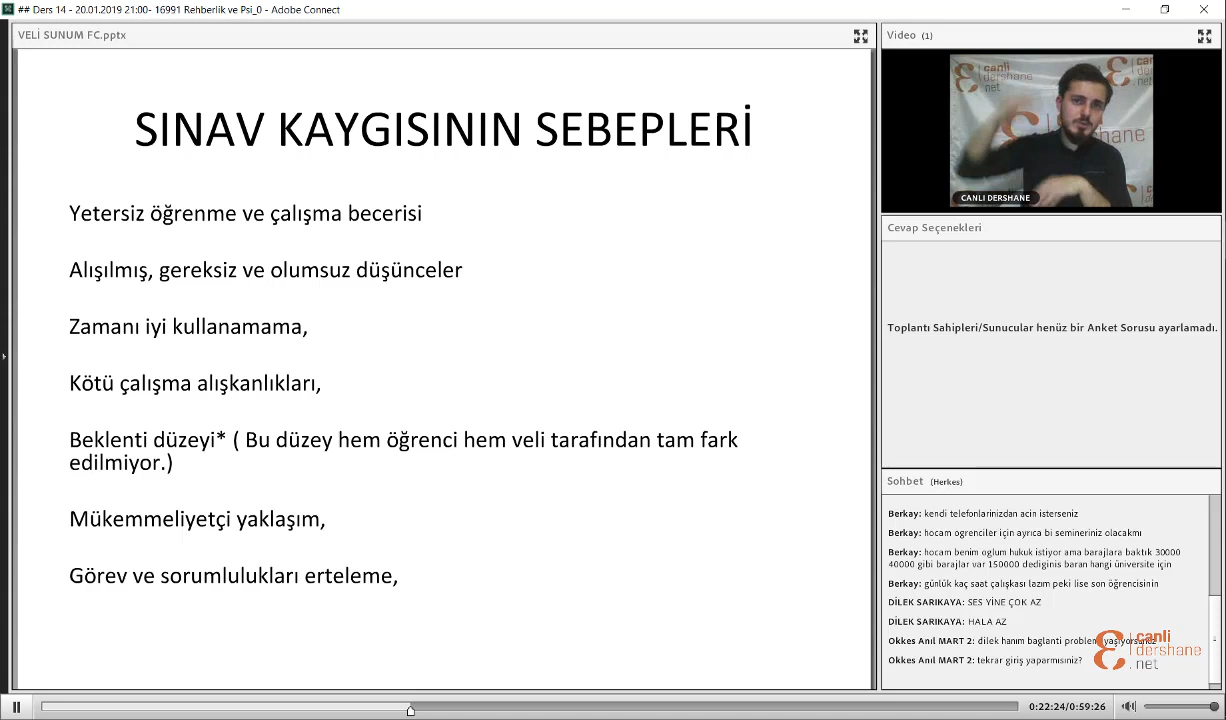 ## Ders 14 - 20.01.2019 21:00- 16991 Rehberlik ve Psi_0 - Adobe Connect
VELİ SUNUM FC.pptx
SINAV KAYGISININ SEBEPLERİ
Yetersiz öğrenme ve çalışma becerisi
Alışılmış, gereksiz ve olumsuz düşünceler
Zamanı iyi kullanamama,
Kötü çalışma alışkanlıkları,
Beklenti düzeyi* ( Bu düzey hem öğrenci hem veli tarafından tam fark
edilmiyor.)
Mükemmeliyetçi yaklaşım,
Görev ve sorumlulukları erteleme,
Video (1)
canli
dershane
.net
CANLI DERSHANE
Cevap Seçenekleri
Toplantı Sahipleri/Sunucular henüz bir Anket Sorusu ayarlamadı.
Sohbet (Herkes)
Berkay: kendi telefonlarinizdan acin isterseniz
Berkay: hocam ogrenciler için ayrıca bi semineriniz olacakmı
Berkay: hocam benim oglum hukuk istiyor ama barajlara baktık 30000
40000 gibi barajlar var 150000 dediginis baran hangi üniversite için
Berkay: günlük kaç saat çalışkası lazım peki lise son öğrencisinin
DİLEK SARIKAYA: SES YİNE ÇOK AZ
DİLEK SARIKAYA: HALA AZ
Okkes Anıl MART 2: dilek hanım baglanti problemi yaşıyorsunuz
Okkes Anıl MART 2: tekrar giriş yaparmısınız?
canli
dershane
.net
0:22:24/0:59:26